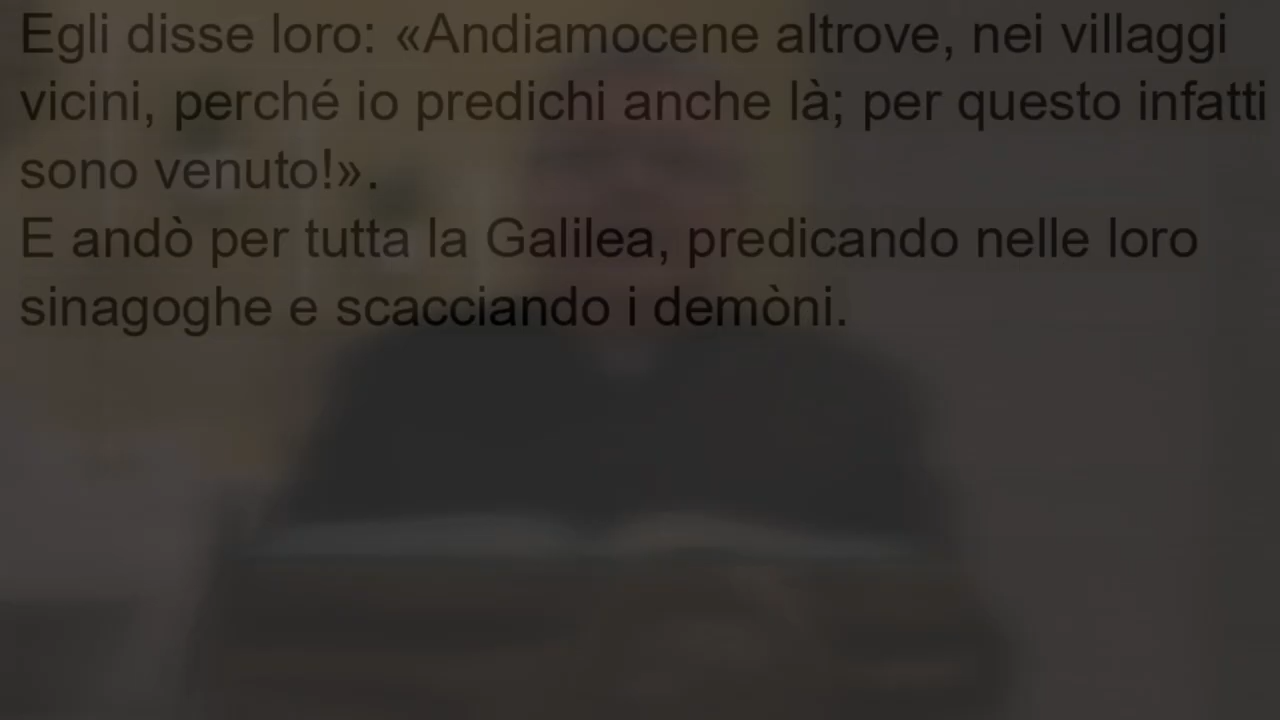 Egli disse loro: «Andiamocene altrove, nei villaggi
vicini, perché io predichi anche là; per questo infatti
sono venuto!».
E andò per tutta la Galilea, predicando nelle loro
sinagoghe e scacciando i demòni.